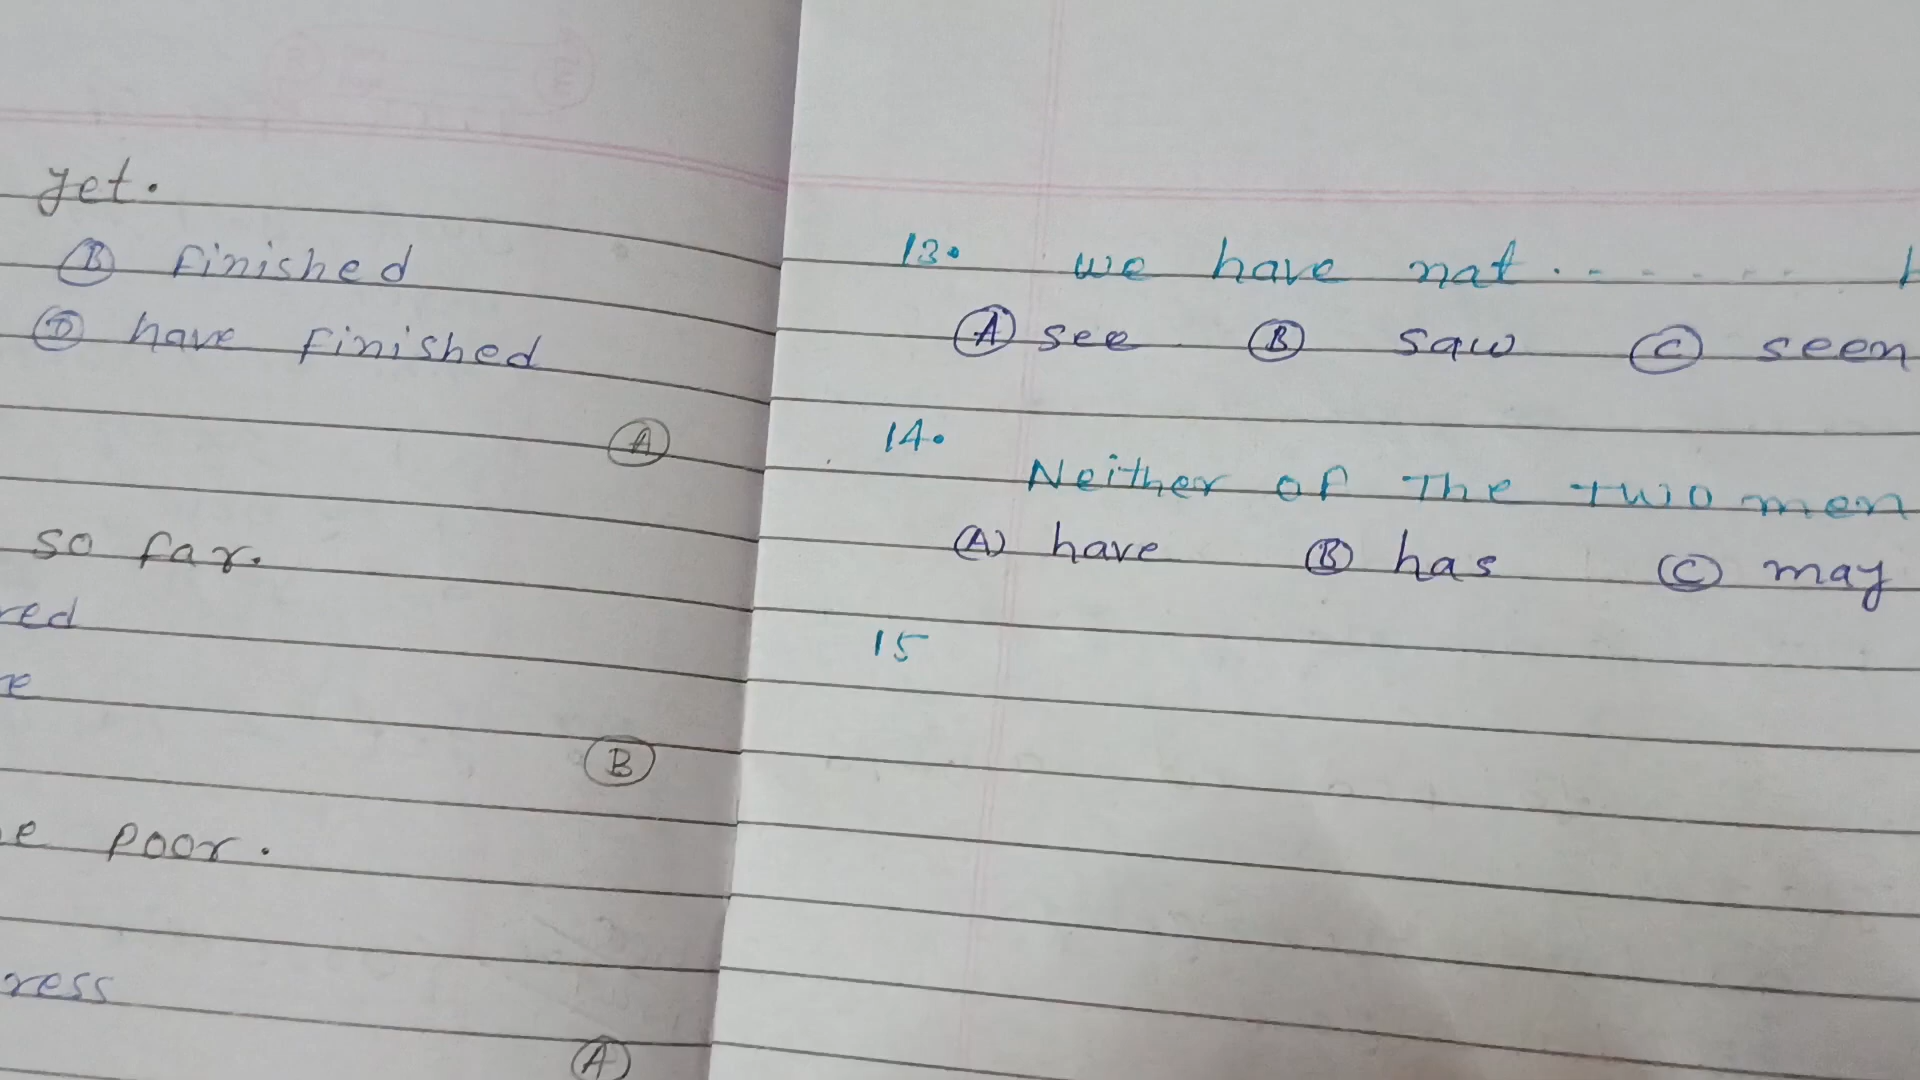 yet.
(B) finished
(D) have finished
(A)
so far.
red
e
(B)
e poor.
ress
(A)
13. we have nat .......
(A) see (B) saw (C) seen
14.
Neither of The Two men
(A) have (B) has (C) may
15